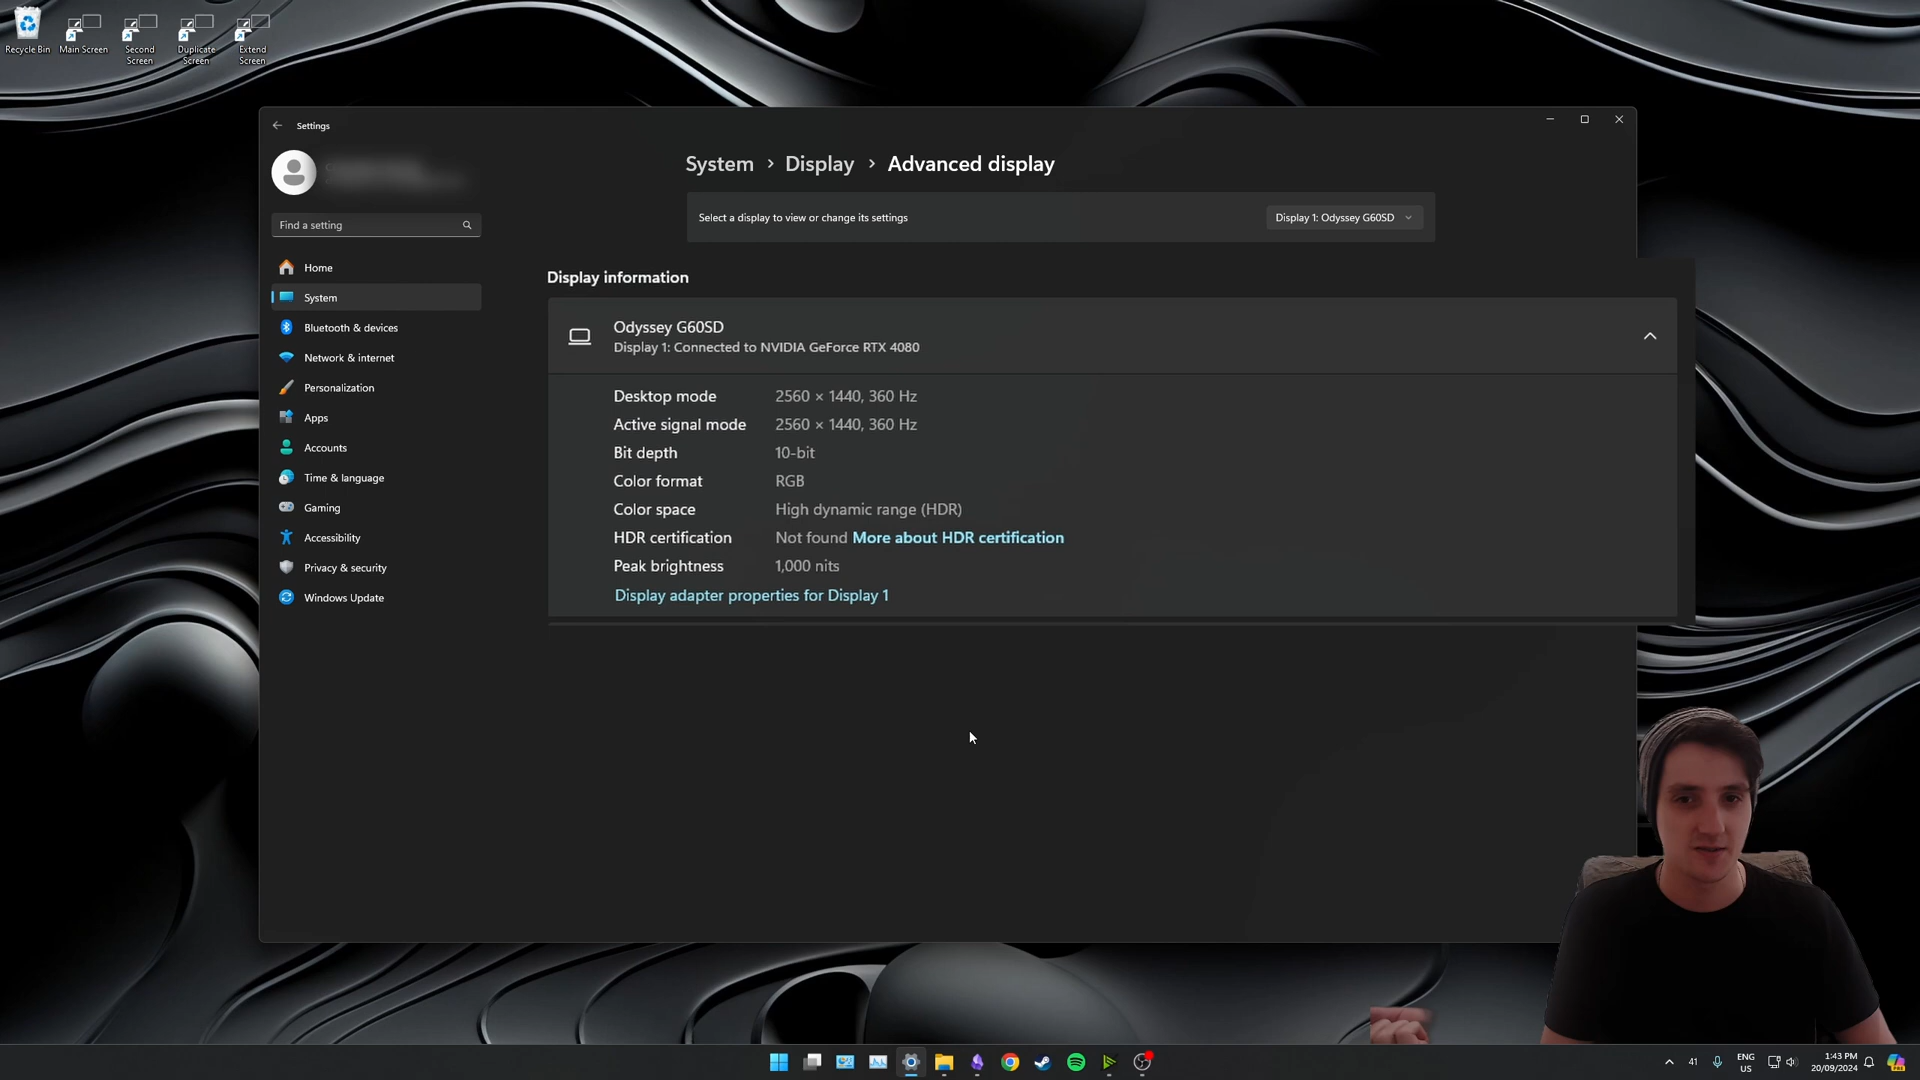 Recycle Bin
Main Screen
Second
Screen
Duplicate
Screen
Extend
Screen
Settings
Find a setting
Home
System
Bluetooth & devices
Network & internet
Personalization
Apps
Accounts
Time & language
Gaming
Accessibility
Privacy & security
Windows Update
System > Display > Advanced display
Select a display to view or change its settings
Display 1: Odyssey G60SD
Display information
Odyssey G60SD
Display 1: Connected to NVIDIA GeForce RTX 4080
Desktop mode 2560 × 1440, 360 Hz
Active signal mode 2560 × 1440, 360 Hz
Bit depth 10-bit
Color format RGB
Color space High dynamic range (HDR)
HDR certification Not found More about HDR certification
Peak brightness 1,000 nits
Display adapter properties for Display 1
41
ENG
US
1:43 PM
20/09/2024